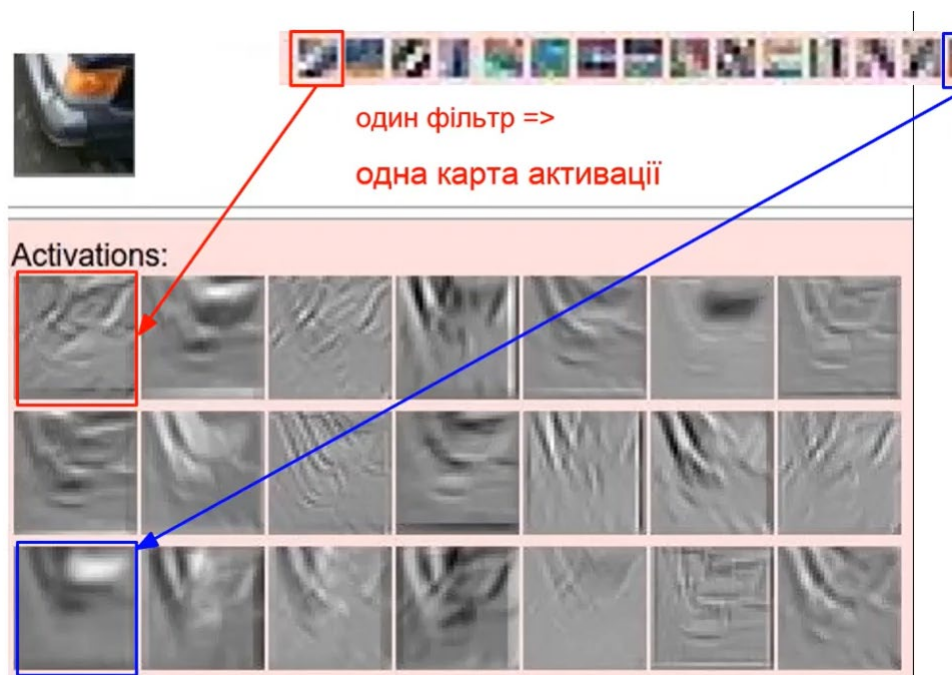 один фільтр =>
одна карта активації
Activations: